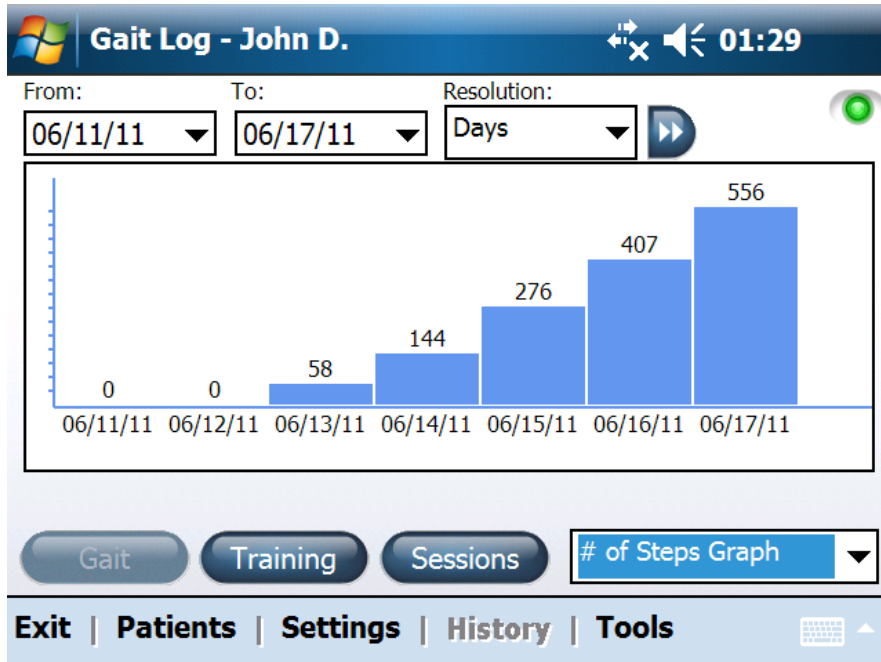 Gait Log - John D. 01:29
From: To: Resolution:
06/11/11 06/17/11 Days
556
407
276
144
58
0 0
06/11/11 06/12/11 06/13/11 06/14/11 06/15/11 06/16/11 06/17/11
Gait Training Sessions # of Steps Graph
Exit | Patients | Settings | History | Tools